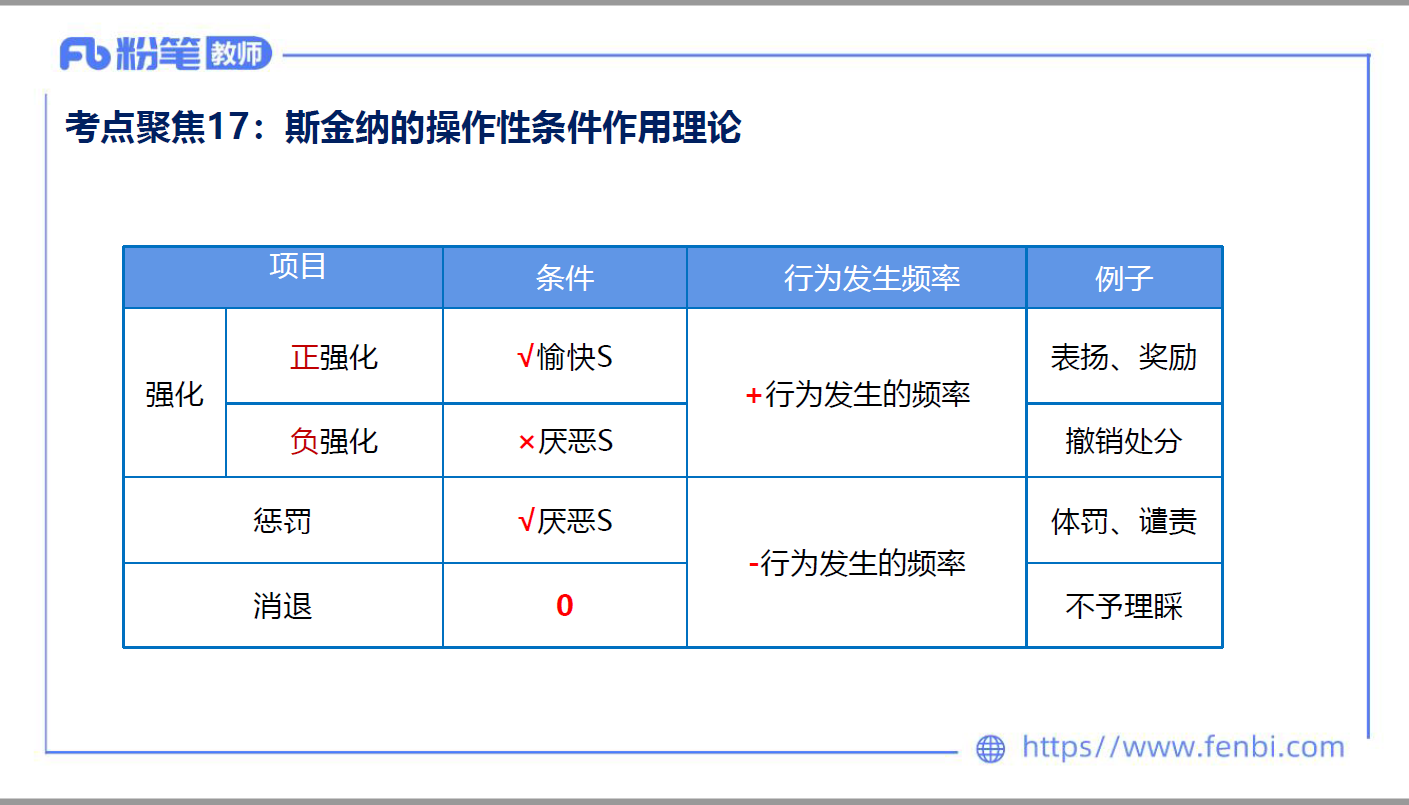 Fb粉笔教师
考点聚焦17：斯金纳的操作性条件作用理论
项目 条件 行为发生频率 例子
强化 正强化 √愉快S +行为发生的频率 表扬、奖励
负强化 ×厌恶S 撤销处分
惩罚 √厌恶S -行为发生的频率 体罚、谴责
消退 0 不予理睬
https//www.fenbi.com